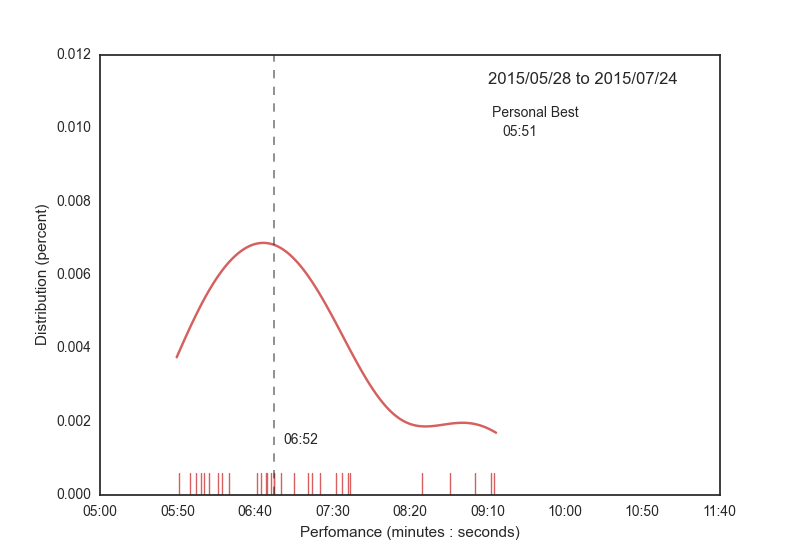 0.012
2015/05/28 to 2015/07/24
Personal Best
05:51
0.010
0.008
0.006
0.004
0.002
0.000
Distribution (percent)
06:52
05:00 05:50 06:40 07:30 08:20 09:10 10:00 10:50 11:40
Perfomance (minutes : seconds)